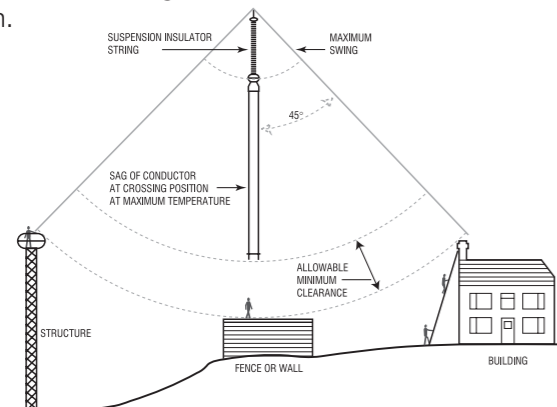 n.
SUSPENSION INSULATOR
STRING
MAXIMUM
SWING
45°
SAG OF CONDUCTOR
AT CROSSING POSITION
AT MAXIMUM TEMPERATURE
ALLOWABLE
MINIMUM
CLEARANCE
STRUCTURE
FENCE OR WALL
BUILDING